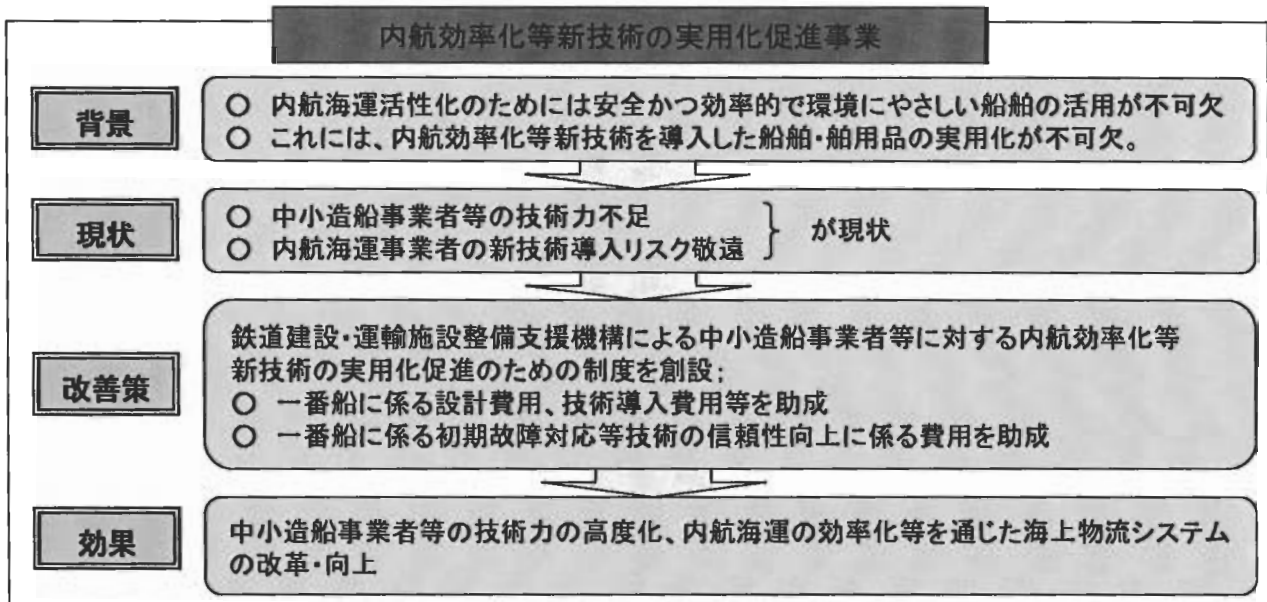 内航効率化等新技術の実用化促進事業
背景
○ 内航海運活性化のためには安全かつ効率的で環境にやさしい船舶の活用が不可欠
○ これには、内航効率化等新技術を導入した船舶・舶用品の実用化が不可欠。
現状
○ 中小造船事業者等の技術力不足
○ 内航海運事業者の新技術導入リスク敬遠
が現状
改善策
鉄道建設・運輸施設整備支援機構による中小造船事業者等に対する内航効率化等
新技術の実用化促進のための制度を創設；
○ 一番船に係る設計費用、技術導入費用等を助成
○ 一番船に係る初期故障対応等技術の信頼性向上に係る費用を助成
効果
中小造船事業者等の技術力の高度化、内航海運の効率化等を通じた海上物流システム
の改革・向上